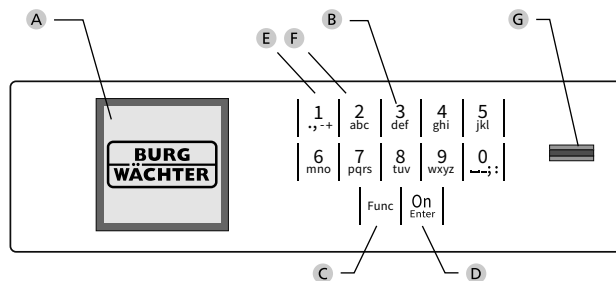 A
E F
B
G
1 2 3 4 5
.,-+ abc def ghi jkl
BURG
WÄCHTER
6 7 8 9 0
mno pqrs tuv wxyz ⎵–;:
Func On
Enter
C
D